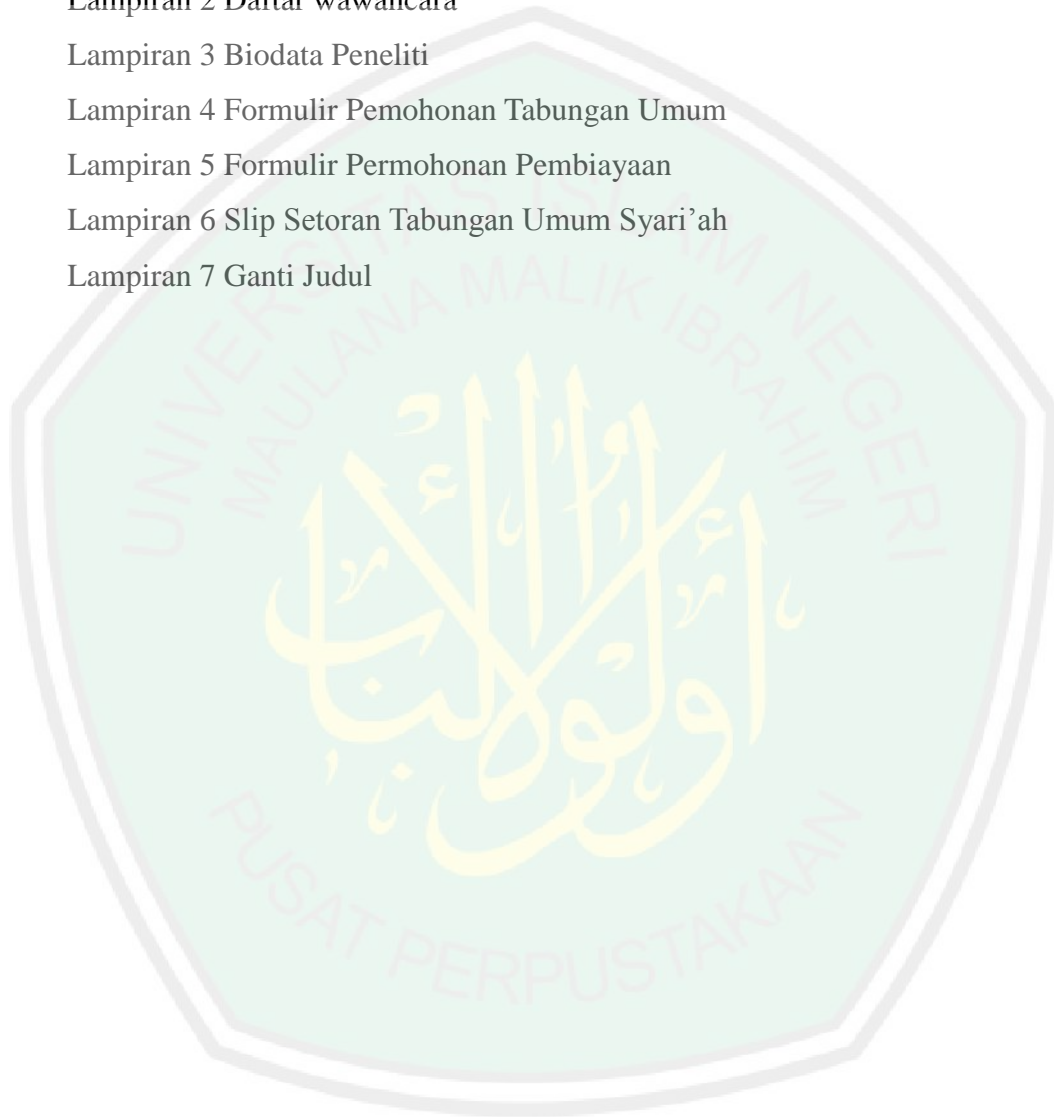 Lampiran 2 Daftar wawancara
Lampiran 3 Biodata Peneliti
Lampiran 4 Formulir Pemohonan Tabungan Umum
Lampiran 5 Formulir Permohonan Pembiayaan
Lampiran 6 Slip Setoran Tabungan Umum Syari’ah
Lampiran 7 Ganti Judul
UNIVERSITAS ISLAM NEGERI
MAULANA MALIK IBRAHIM
أولوا الألباب
PUSAT PERPUSTAKAAN